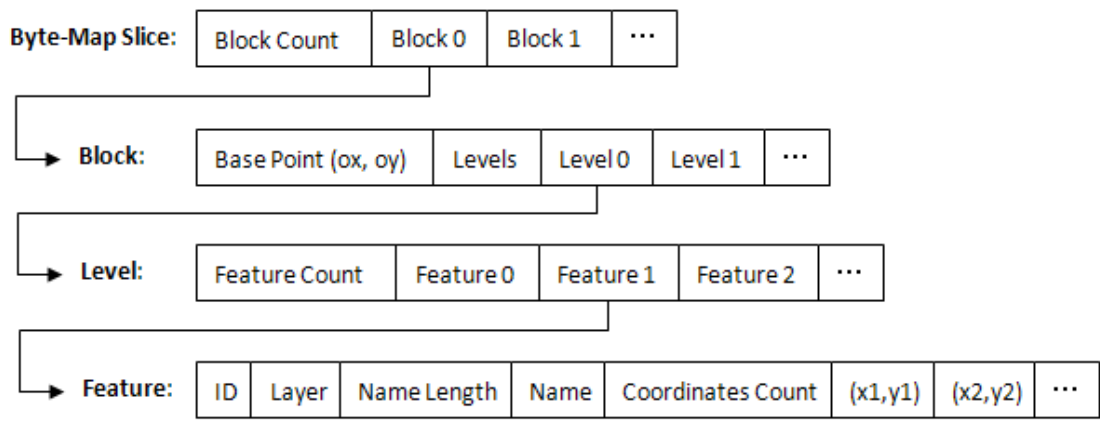 Byte-Map Slice: Block Count Block 0 Block 1 ...
Block: Base Point (ox, oy) Levels Level 0 Level 1 ...
Level: Feature Count Feature 0 Feature 1 Feature 2 ...
Feature: ID Layer Name Length Name Coordinates Count (x1,y1) (x2,y2) ...